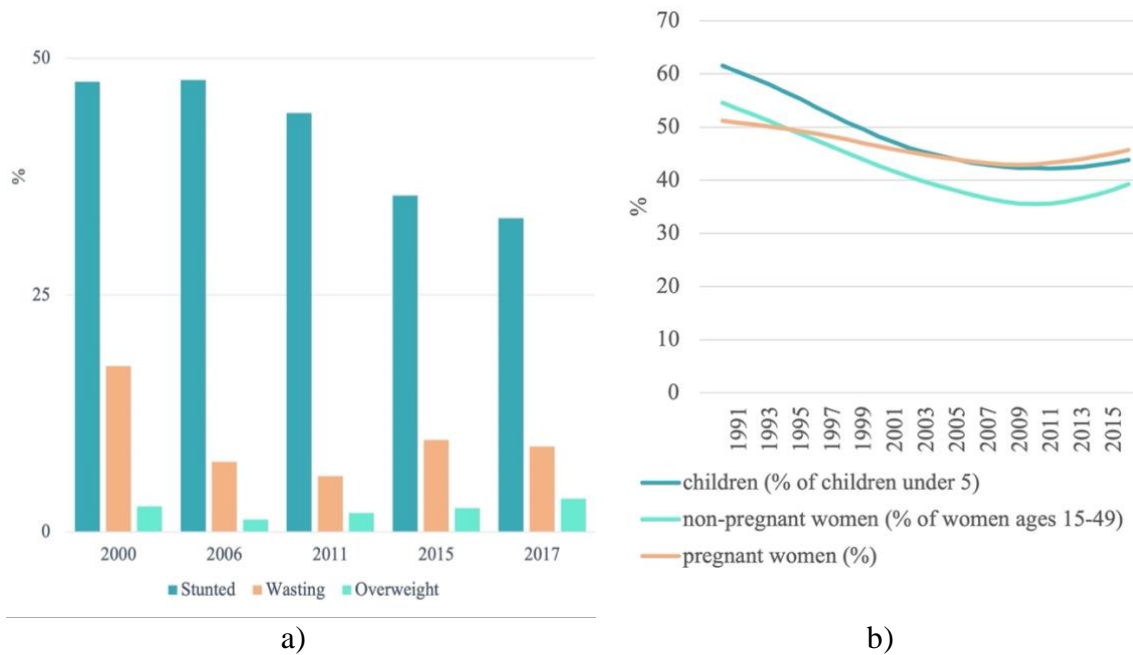 50
%
25
0
2000 2006 2011 2015 2017
Stunted Wasting Overweight
a)
70
60
50
40
%
30
20
10
0
1991 1993 1995 1997 1999 2001 2003 2005 2007 2009 2011 2013 2015
children (% of children under 5)
non-pregnant women (% of women ages 15-49)
pregnant women (%)
b)